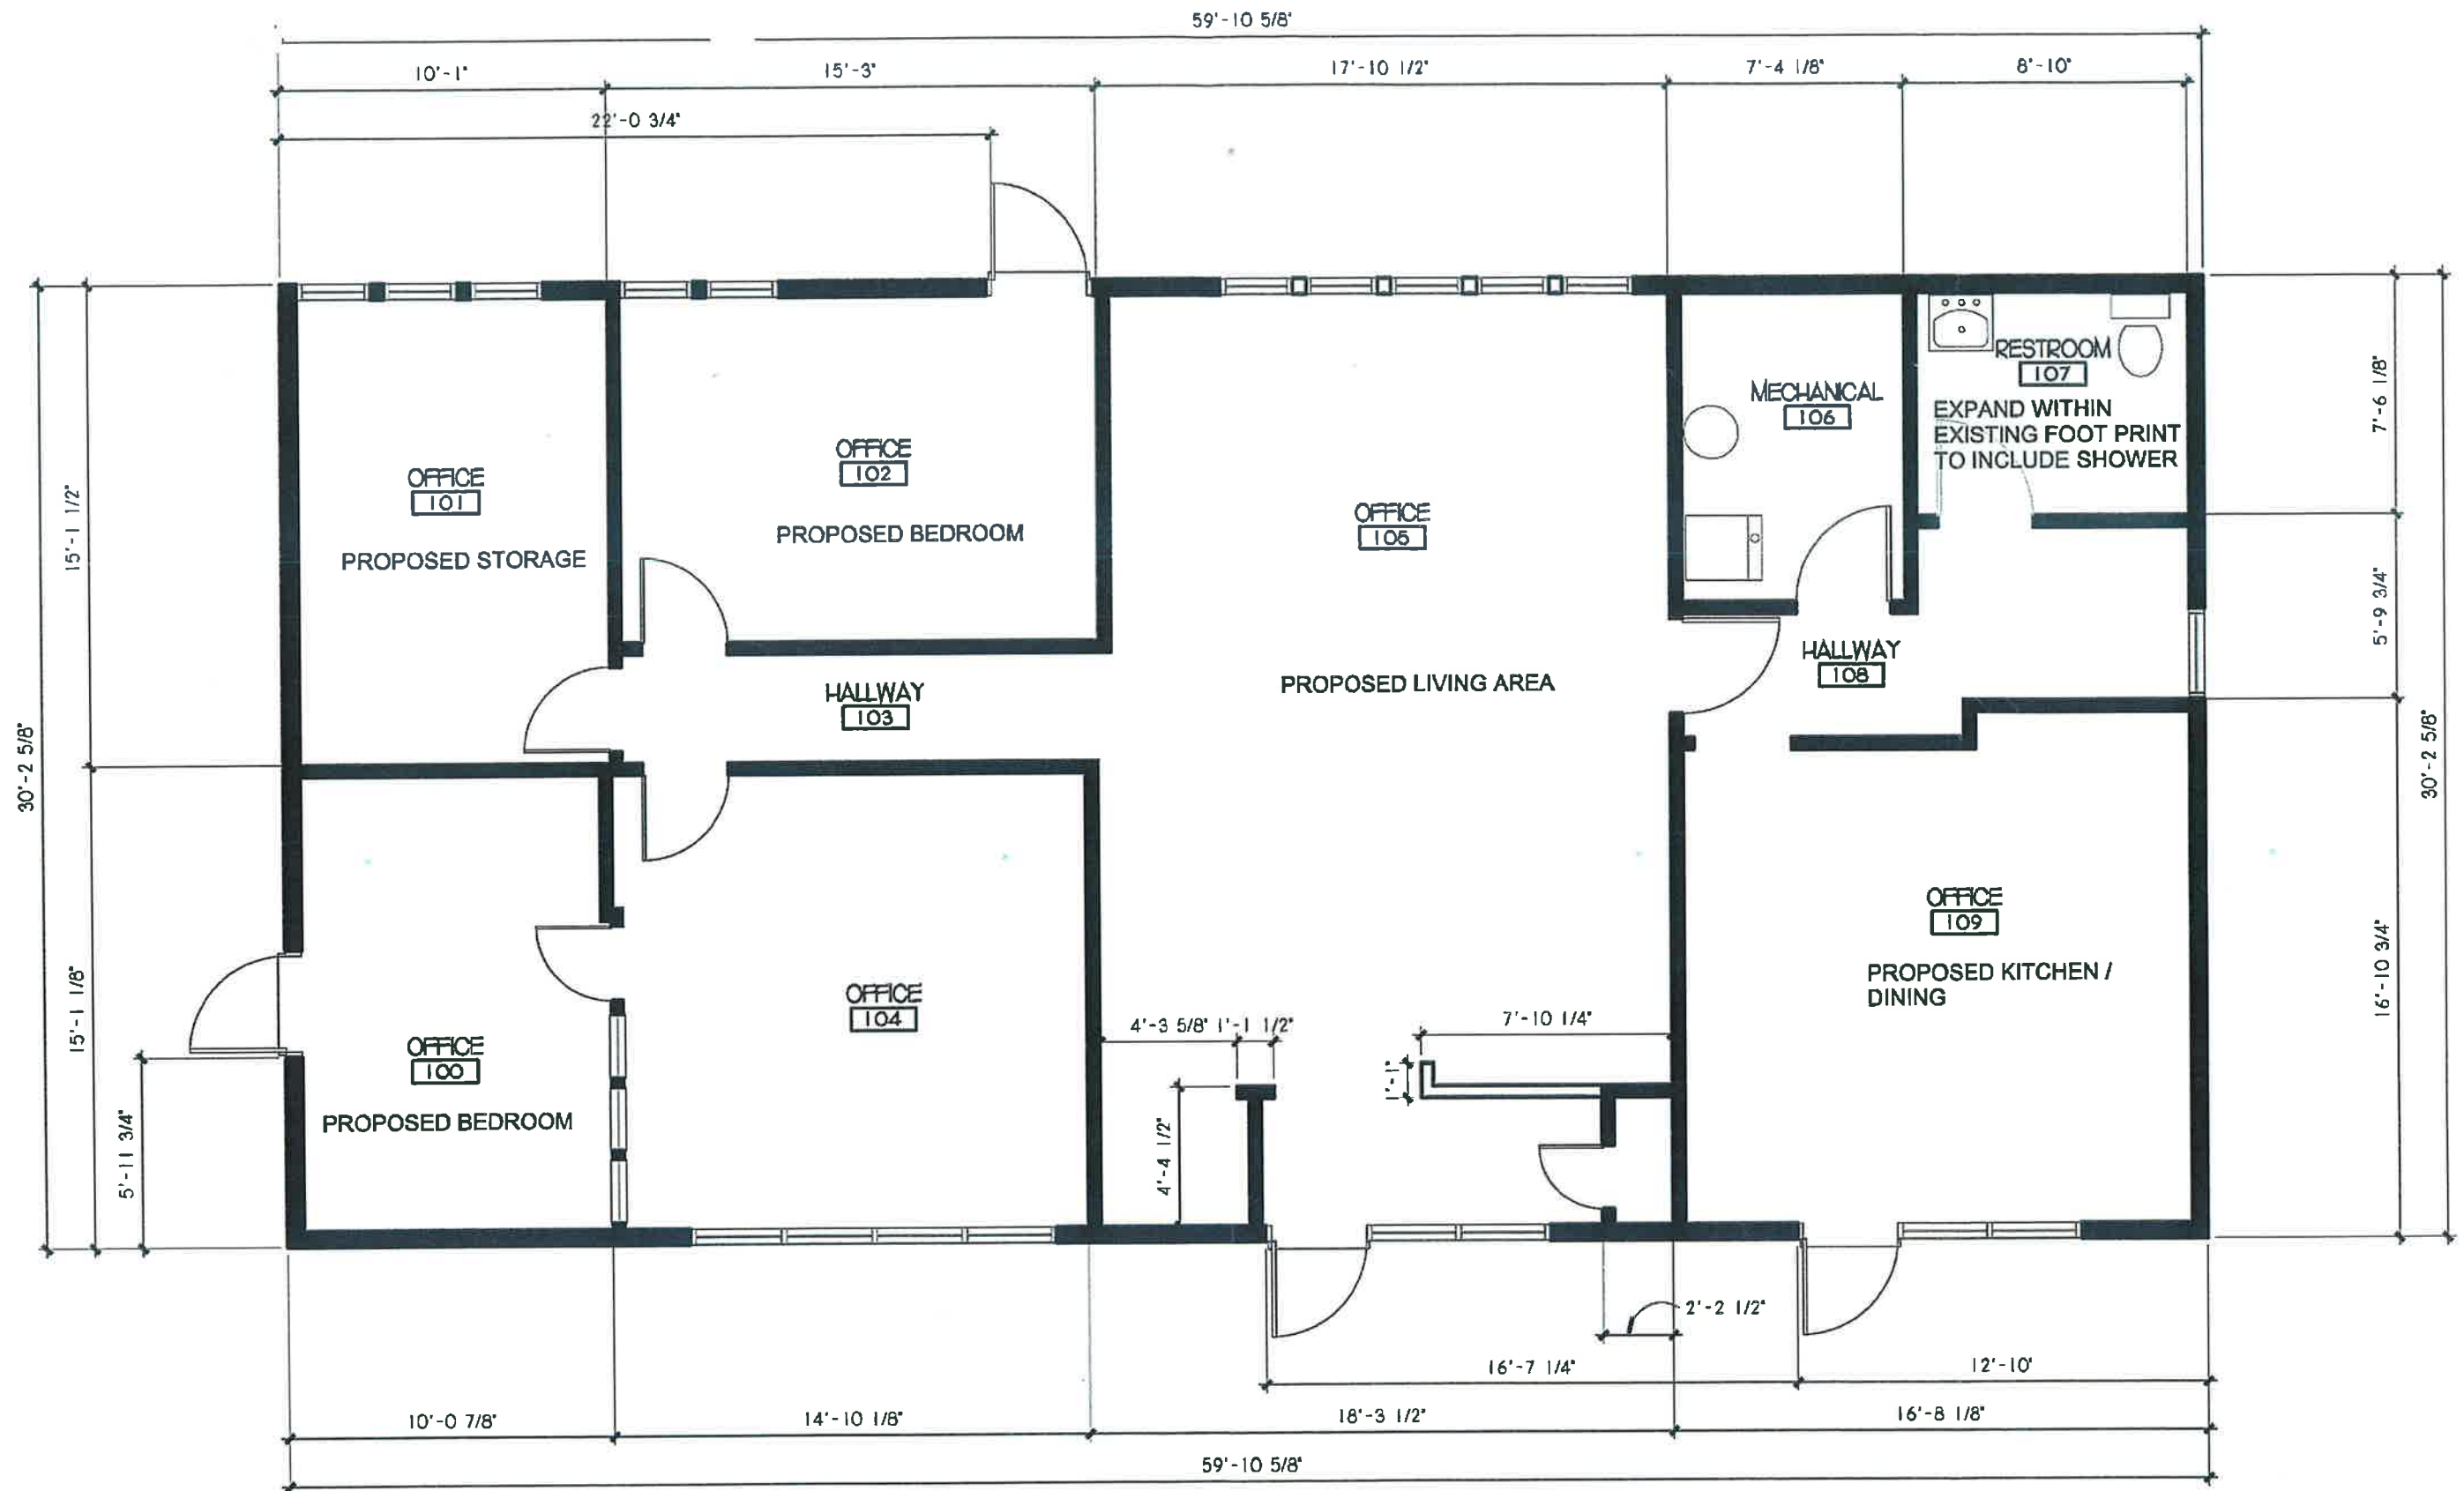 59'-10 5/8"
10'-1"
15'-3"
17'-10 1/2"
7'-4 1/8"
8'-10"
22'-0 3/4"
RESTROOM
107
EXPAND WITHIN
EXISTING FOOT PRINT
TO INCLUDE SHOWER
7'-6 1/8"
MECHANICAL
106
OFFICE
102
PROPOSED BEDROOM
OFFICE
101
PROPOSED STORAGE
OFFICE
105
15'-1 1/2"
5'-9 3/4"
HALLWAY
108
PROPOSED LIVING AREA
HALLWAY
103
30'-2 5/8"
30'-2 5/8"
OFFICE
109
PROPOSED KITCHEN /
DINING
16'-10 3/4"
OFFICE
104
15'-1 1/8"
4'-3 5/8" 1'-1 1/2"
7'-10 1/4"
1'-1"
OFFICE
100
PROPOSED BEDROOM
5'-11 3/4"
4'-4 1/2"
2'-2 1/2"
16'-7 1/4"
12'-10"
10'-0 7/8"
14'-10 1/8"
18'-3 1/2"
16'-8 1/8"
59'-10 5/8"